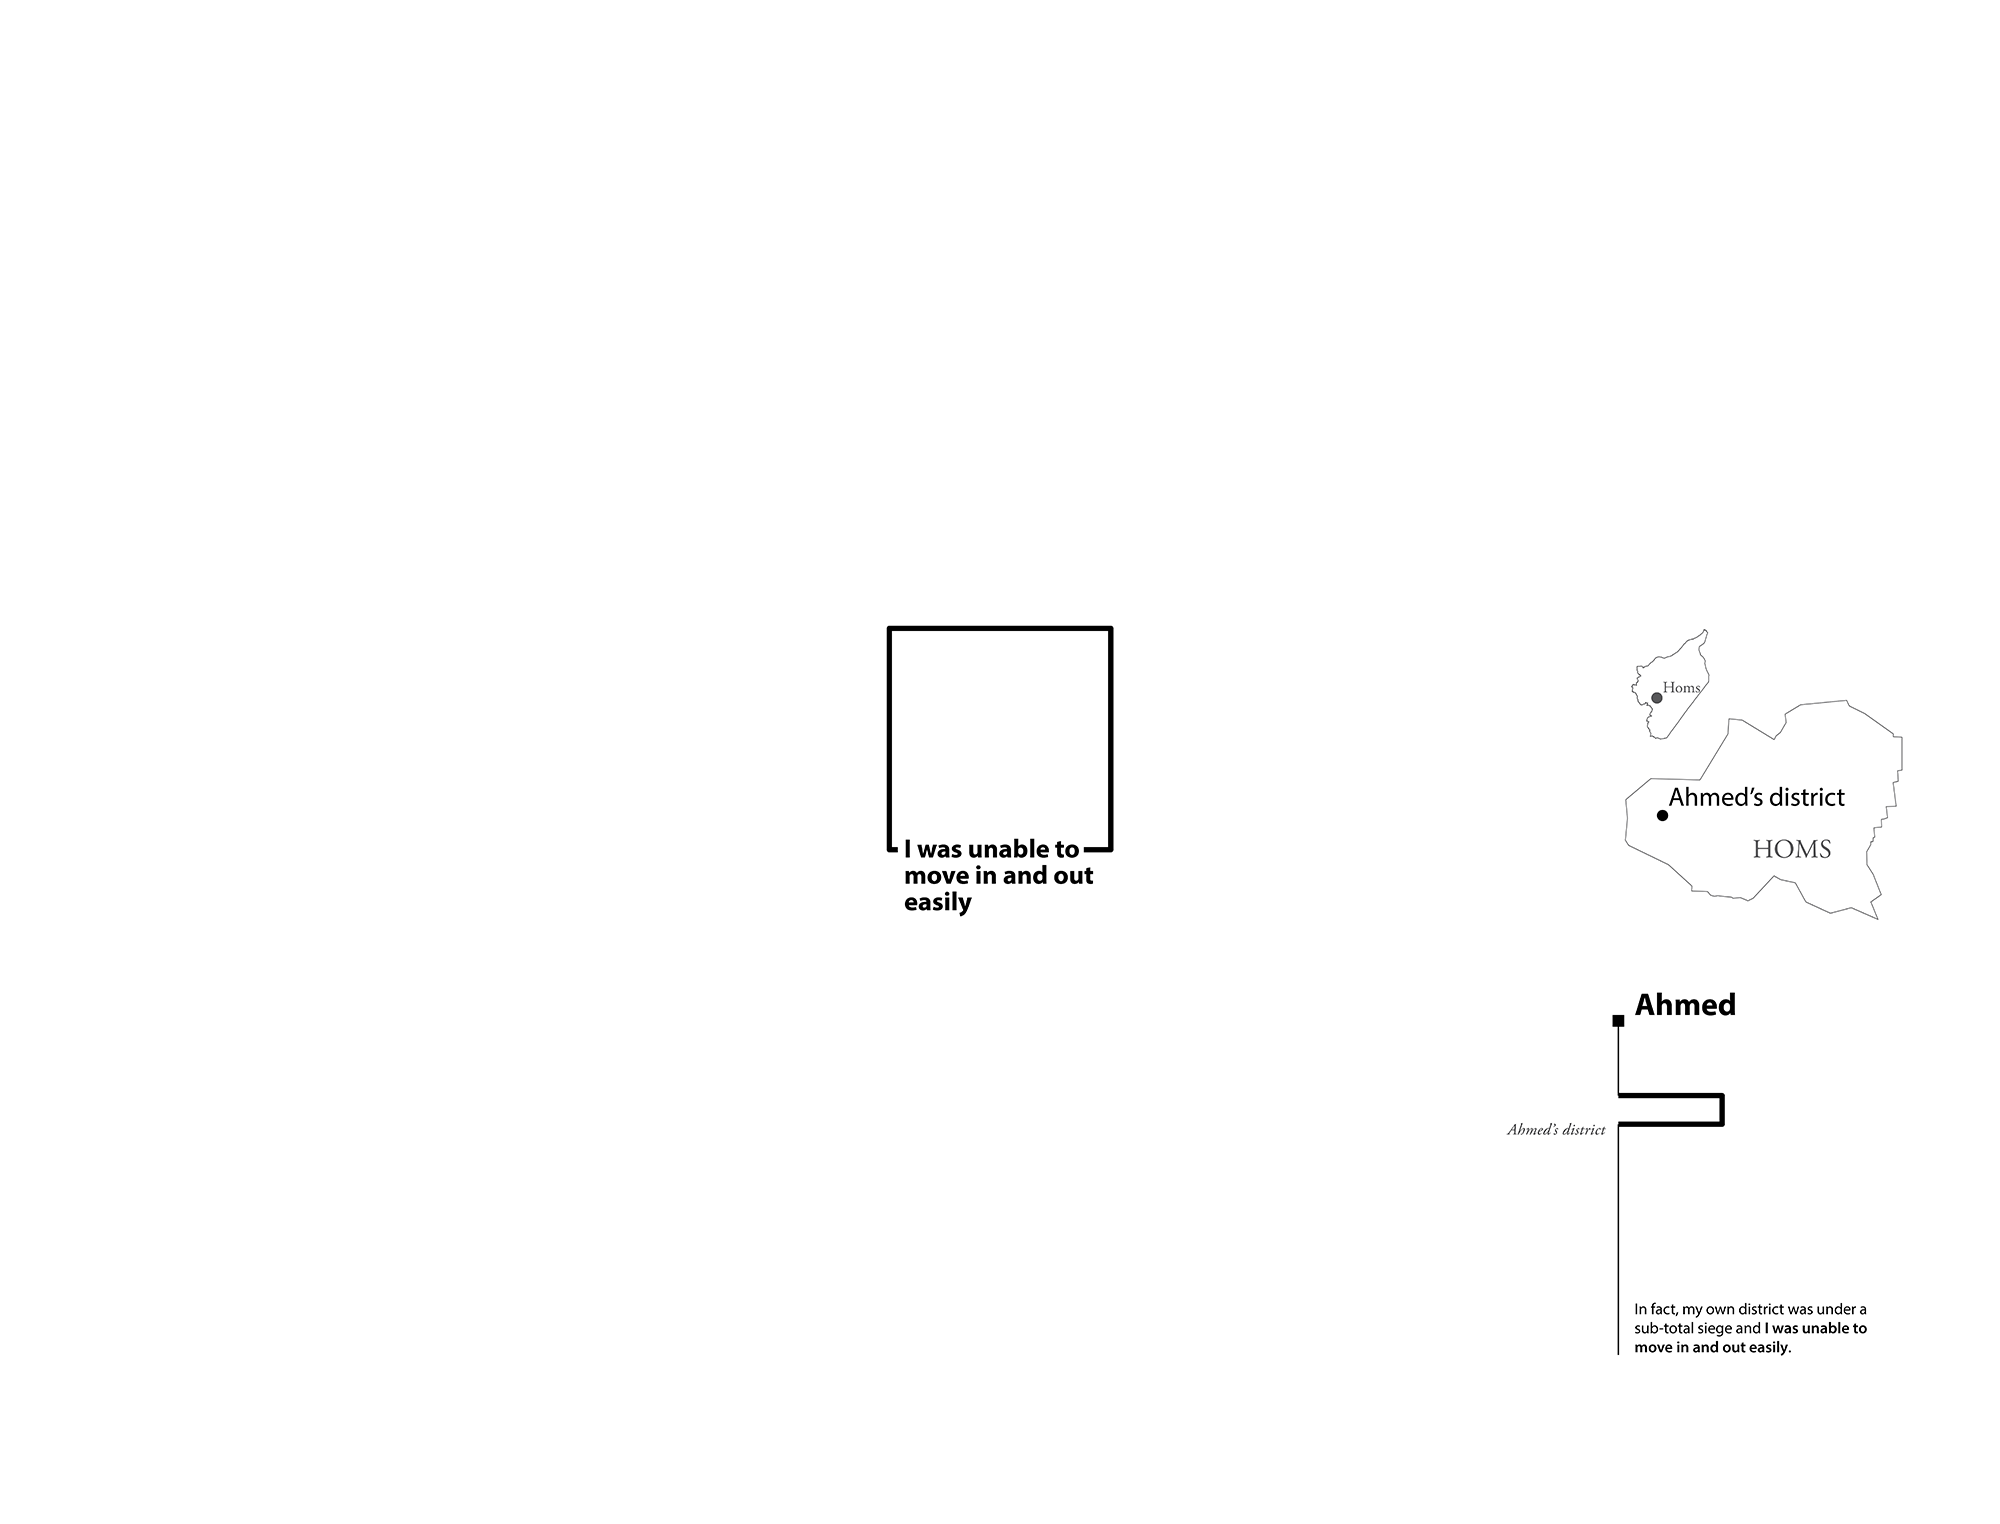 I was unable to
move in and out
easily
Homs
Ahmed’s district
HOMS
Ahmed
Ahmed’s district
In fact, my own district was under a
sub-total siege and I was unable to
move in and out easily.